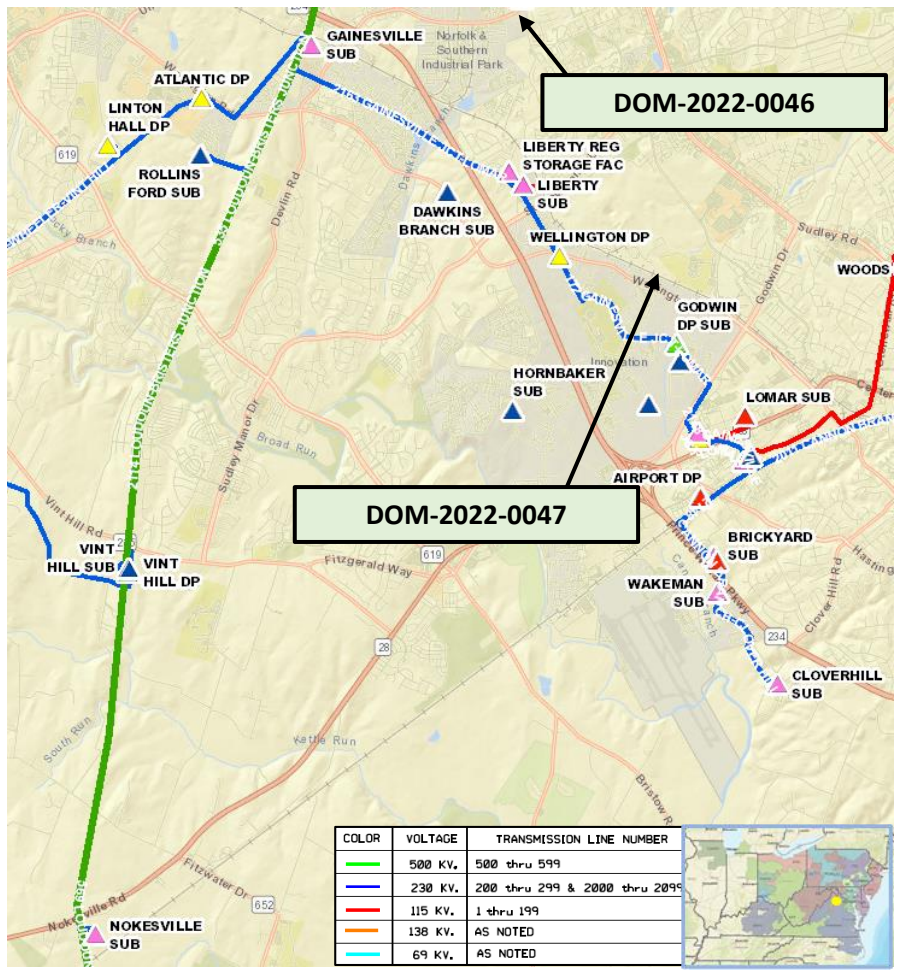 234
GAINESVILLE
SUB
Norfolk &
Southern
Industrial Park
DOM-2022-0046
ATLANTIC DP
LINTON
HALL DP
619
ROLLINS
FORD SUB
Devlin Rd
Dawkins Branch
LIBERTY REG
STORAGE FAC
LIBERTY
SUB
DAWKINS
BRANCH SUB
WELLINGTON DP
Sudley Rd
Godwin Dr
WOODS
GODWIN
DP SUB
Innovation
HORNBAKER
SUB
LOMAR SUB
Sudley Manor Dr
Broad Run
AIRPORT DP
DOM-2022-0047
Vint Hill Rd
VINT
HILL SUB
VINT
HILL DP
Fitzgerald Way
619
BRICKYARD
SUB
WAKEMAN
SUB
Pkwy
Clover Hill Rd
234
28
CLOVERHILL
SUB
South Run
Kettle Run
Bristow R
Fitzwater Dr
652
Nokesville Rd
NOKESVILLE
SUB
COLOR VOLTAGE TRANSMISSION LINE NUMBER
500 KV. 500 thru 599
230 KV. 200 thru 299 & 2000 thru 2099
115 KV. 1 thru 199
138 KV. AS NOTED
69 KV. AS NOTED